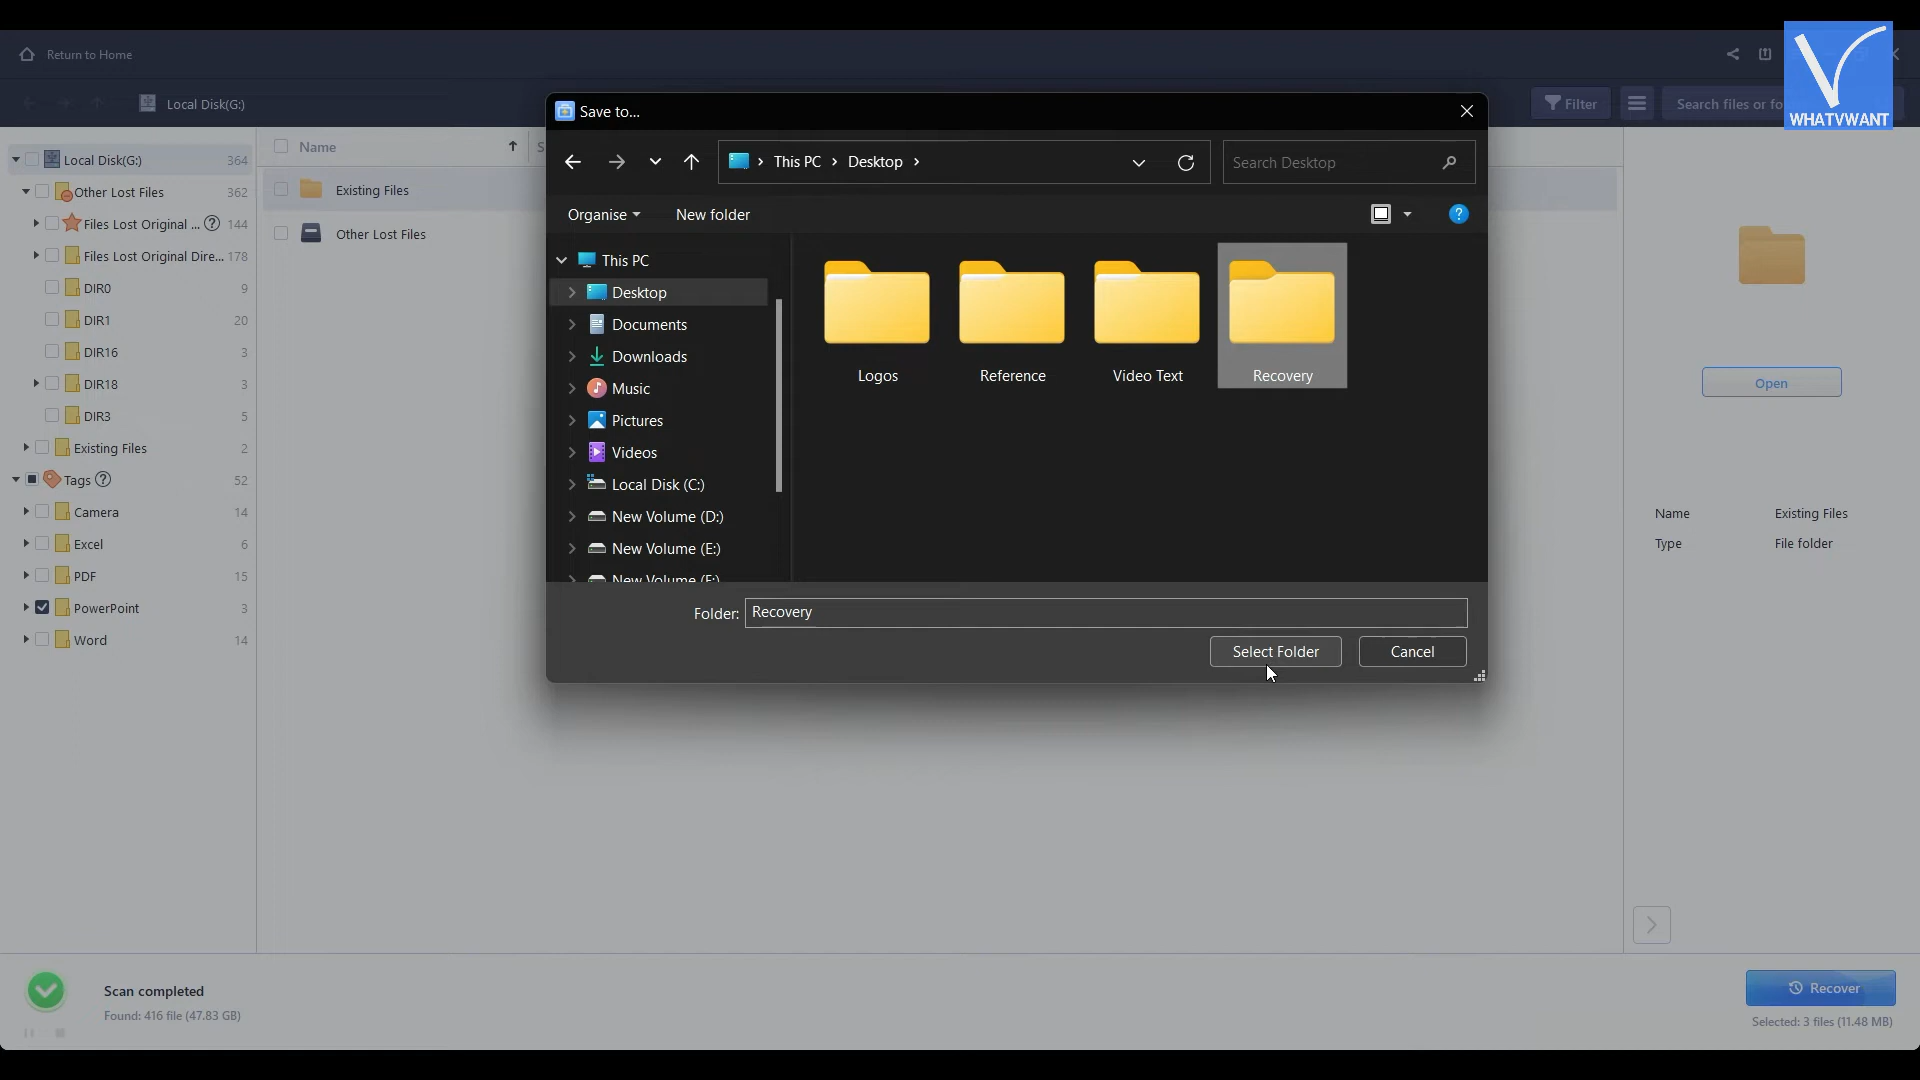 Return to Home
WHATVWANT
Local Disk(G:)
Filter
Search files or fo
Save to...
This PC
Desktop
Search Desktop
Organise
New folder
Local Disk(G:) 364
Other Lost Files 362
Files Lost Original ... ? 144
Files Lost Original Dire... 178
DIR0 9
DIR1 20
DIR16 3
DIR18 3
DIR3 5
Existing Files 2
Tags ? 52
Camera 14
Excel 6
PDF 15
PowerPoint 3
Word 14
Name
S
Existing Files
Other Lost Files
This PC
Desktop
Documents
Downloads
Music
Pictures
Videos
Local Disk (C:)
New Volume (D:)
New Volume (E:)
New Volume (F:)
Logos
Reference
Video Text
Recovery
Folder: Recovery
Select Folder
Cancel
Open
Name Existing Files
Type File folder
Scan completed
Found: 416 file (47.83 GB)
Recover
Selected: 3 files (11.48 MB)